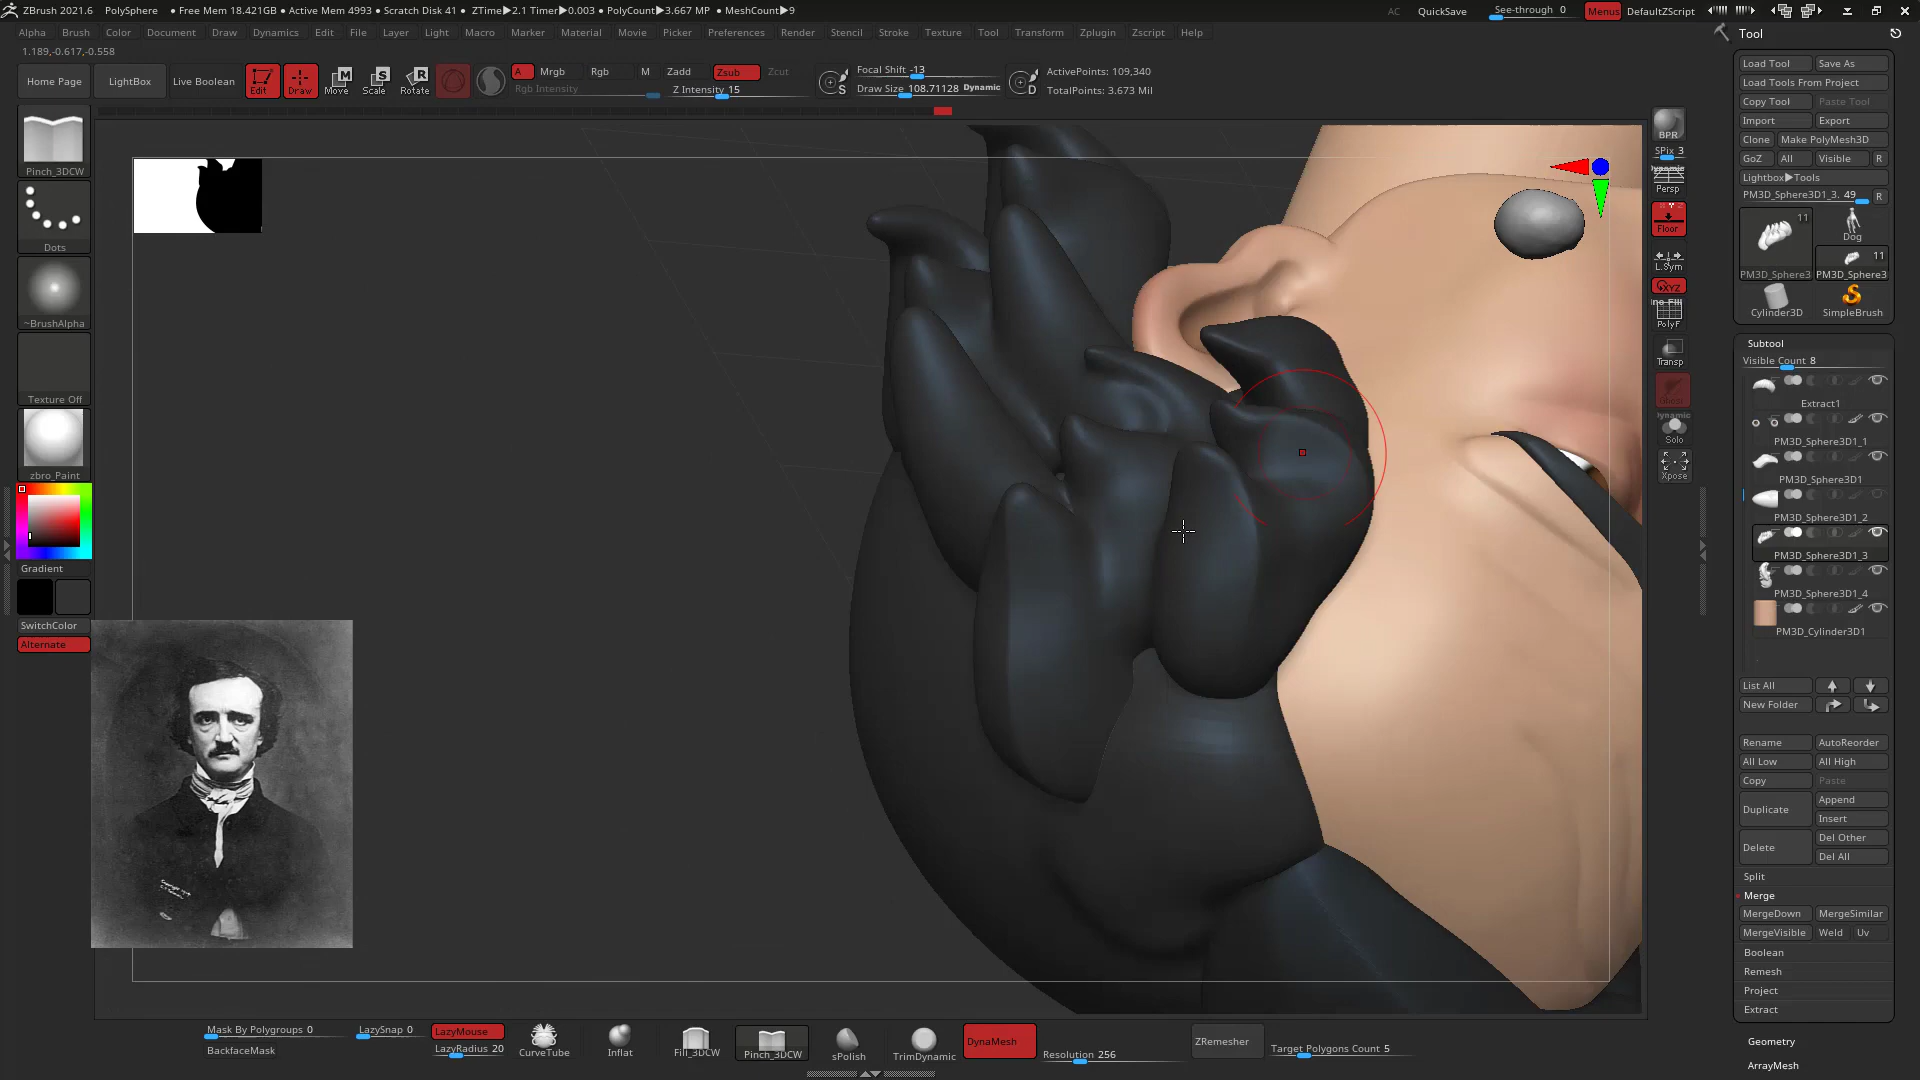 ZBrush 2021.6 PolySphere • Free Mem 18.421GB • Active Mem 4993 • Scratch Disk 41 • ZTime▶2.1 Timer▶0.003 • PolyCount▶3.667 MP • MeshCount▶9 AC QuickSave See-through 0 Menus DefaultZScript
Alpha Brush Color Document Draw Dynamics Edit File Layer Light Macro Marker Material Movie Picker Preferences Render Stencil Stroke Texture Tool Transform Zplugin Zscript Help
1.189,-0.617,-0.558
Home Page LightBox Live Boolean Edit Draw Move Scale Rotate
A Mrgb Rgb M Zadd Zsub Zcut
Rgb Intensity Z Intensity 15
Focal Shift -13
Draw Size 108.71128 Dynamic
ActivePoints: 109,340
TotalPoints: 3.673 Mil
Pinch_3DCW
Dots
~BrushAlpha
Texture Off
zbro_Paint
Gradient
SwitchColor
Alternate
BPR
SPix 3
Dynamic
Persp
Floor
L.Sym
XYZ
Line Fill
PolyF
Transp
Ghost
Dynamic
Solo
Xpose
Tool
Load Tool Save As
Load Tools From Project
Copy Tool Paste Tool
Import Export
Clone Make PolyMesh3D
GoZ All Visible R
Lightbox▶Tools
PM3D_Sphere3D1_3. 49 R
11
Dog
11
PM3D_Sphere3 PM3D_Sphere3
Cylinder3D SimpleBrush
Subtool
Visible Count 8
Extract1
PM3D_Sphere3D1_1
PM3D_Sphere3D1
PM3D_Sphere3D1_2
PM3D_Sphere3D1_3
PM3D_Sphere3D1_4
PM3D_Cylinder3D1
List All
New Folder
Rename AutoReorder
All Low All High
Copy Paste
Duplicate Append
Insert
Delete Del Other
Del All
Split
Merge
MergeDown MergeSimilar
MergeVisible Weld Uv
Boolean
Remesh
Project
Extract
Geometry
ArrayMesh
Mask By Polygroups 0
BackfaceMask
LazySnap 0
LazyMouse
LazyRadius 20
CurveTube Inflat Fill_3DCW Pinch_3DCW sPolish TrimDynamic
DynaMesh
Resolution 256
ZRemesher
Target Polygons Count 5